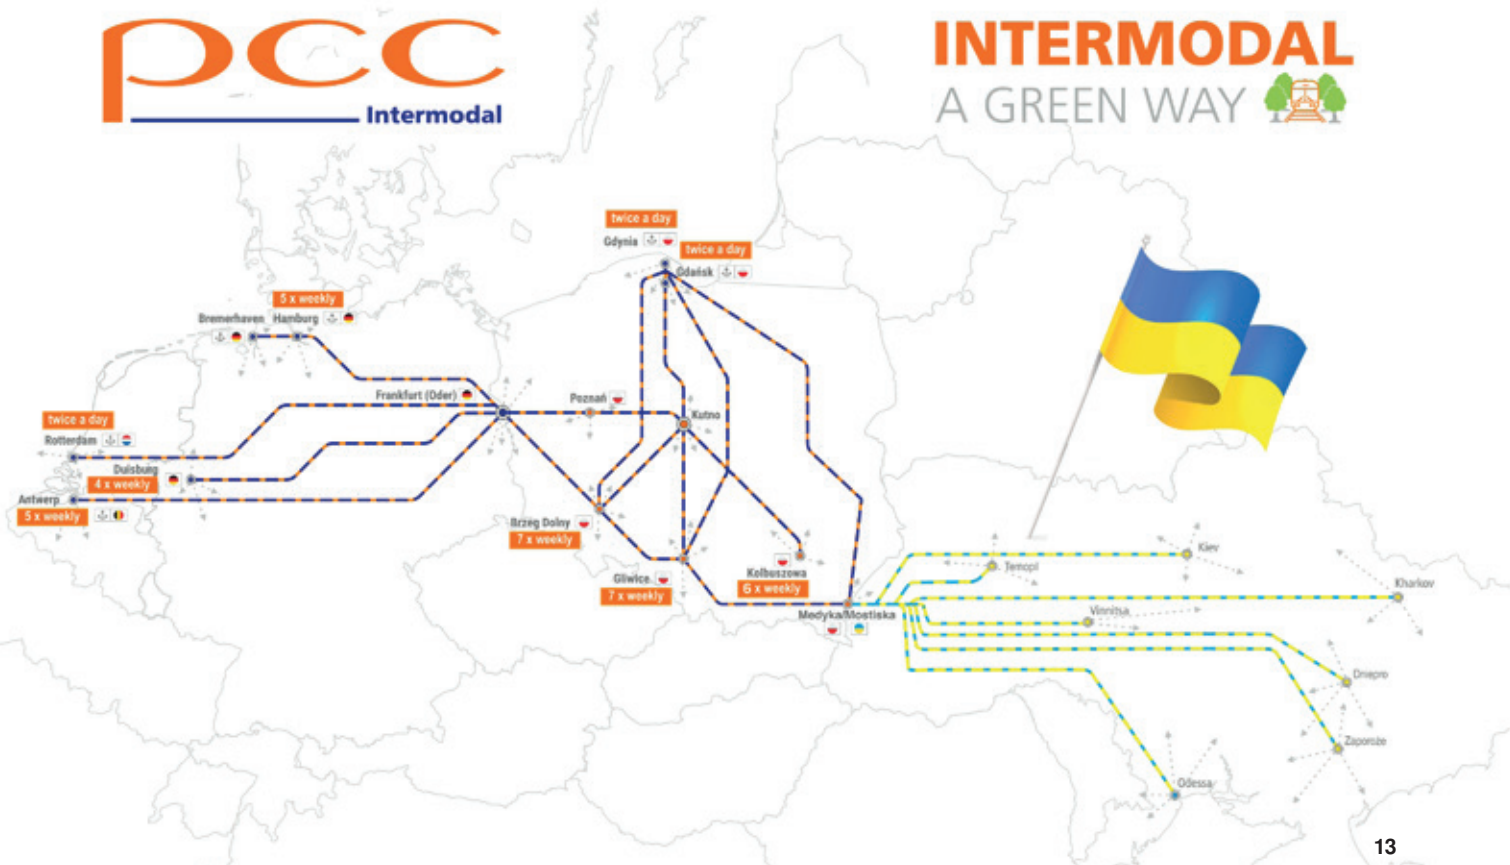 pcc
Intermodal
INTERMODAL
A GREEN WAY
twice a day
Gdynia
twice a day
Gdańsk
5 x weekly
Bremerhaven Hamburg
Frankfurt (Oder)
Poznań
Kutno
twice a day
Rotterdam
Duisburg
4 x weekly
Antwerp
5 x weekly
Brzeg Dolny
7 x weekly
Gliwice
7 x weekly
Kolbuszowa
6 x weekly
Medyka/Mostiska
Kiev
Ternopl
Kharkov
Vinnitsa
Dniepro
Zaporoże
Odessa
13